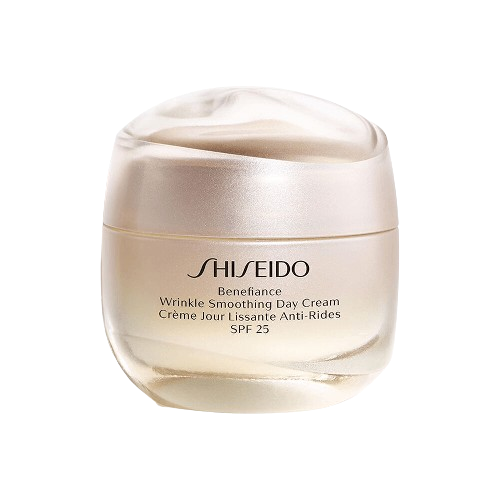 SHISEIDO
Benefiance
Wrinkle Smoothing Day Cream
Crème Jour Lissante Anti-Rides
SPF 25